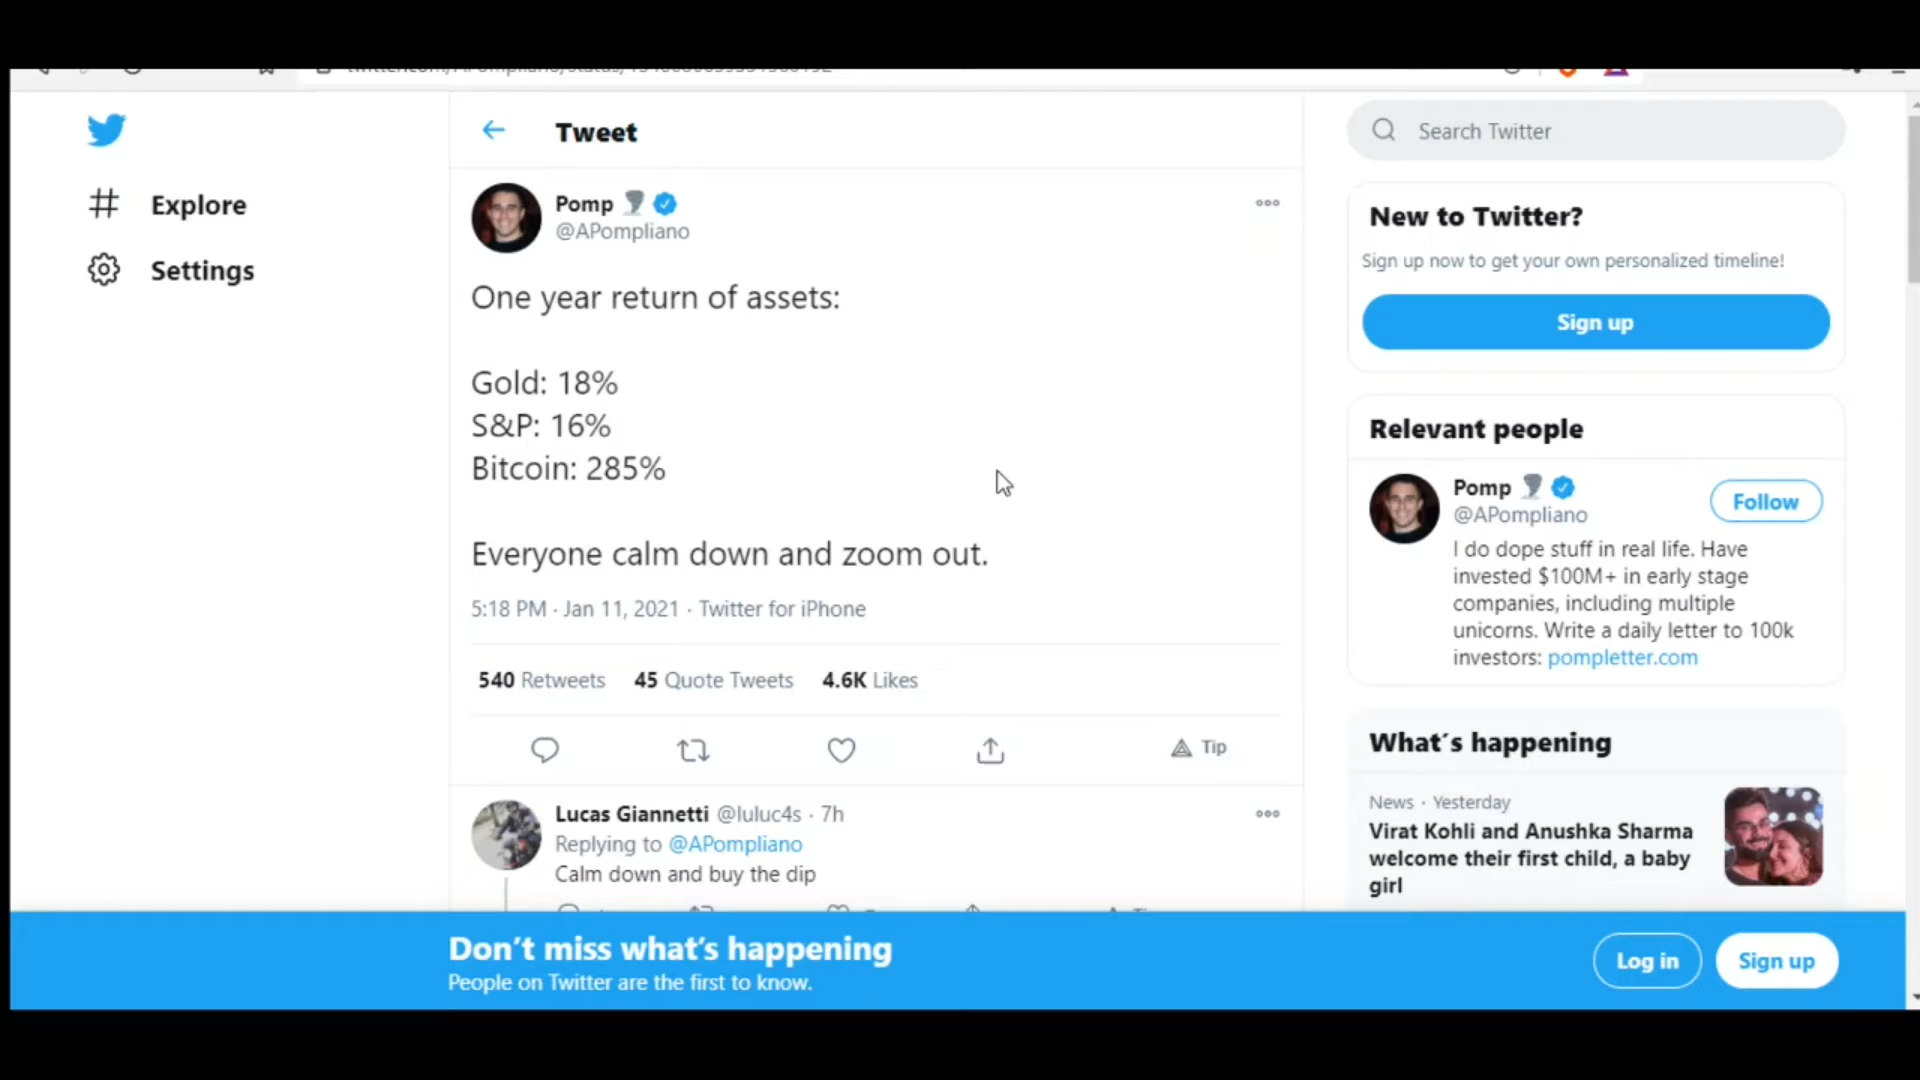 Tweet
Search Twitter
Explore
Settings
Pomp
@APompliano
One year return of assets:
Gold: 18%
S&P: 16%
Bitcoin: 285%
Everyone calm down and zoom out.
5:18 PM · Jan 11, 2021 · Twitter for iPhone
540 Retweets 45 Quote Tweets 4.6K Likes
Tip
Lucas Giannetti @luluc4s · 7h
Replying to @APompliano
Calm down and buy the dip
New to Twitter?
Sign up now to get your own personalized timeline!
Sign up
Relevant people
Pomp
@APompliano
Follow
I do dope stuff in real life. Have
invested $100M+ in early stage
companies, including multiple
unicorns. Write a daily letter to 100k
investors: pompletter.com
What´s happening
News · Yesterday
Virat Kohli and Anushka Sharma
welcome their first child, a baby
girl
Don't miss what's happening
People on Twitter are the first to know.
Log in
Sign up